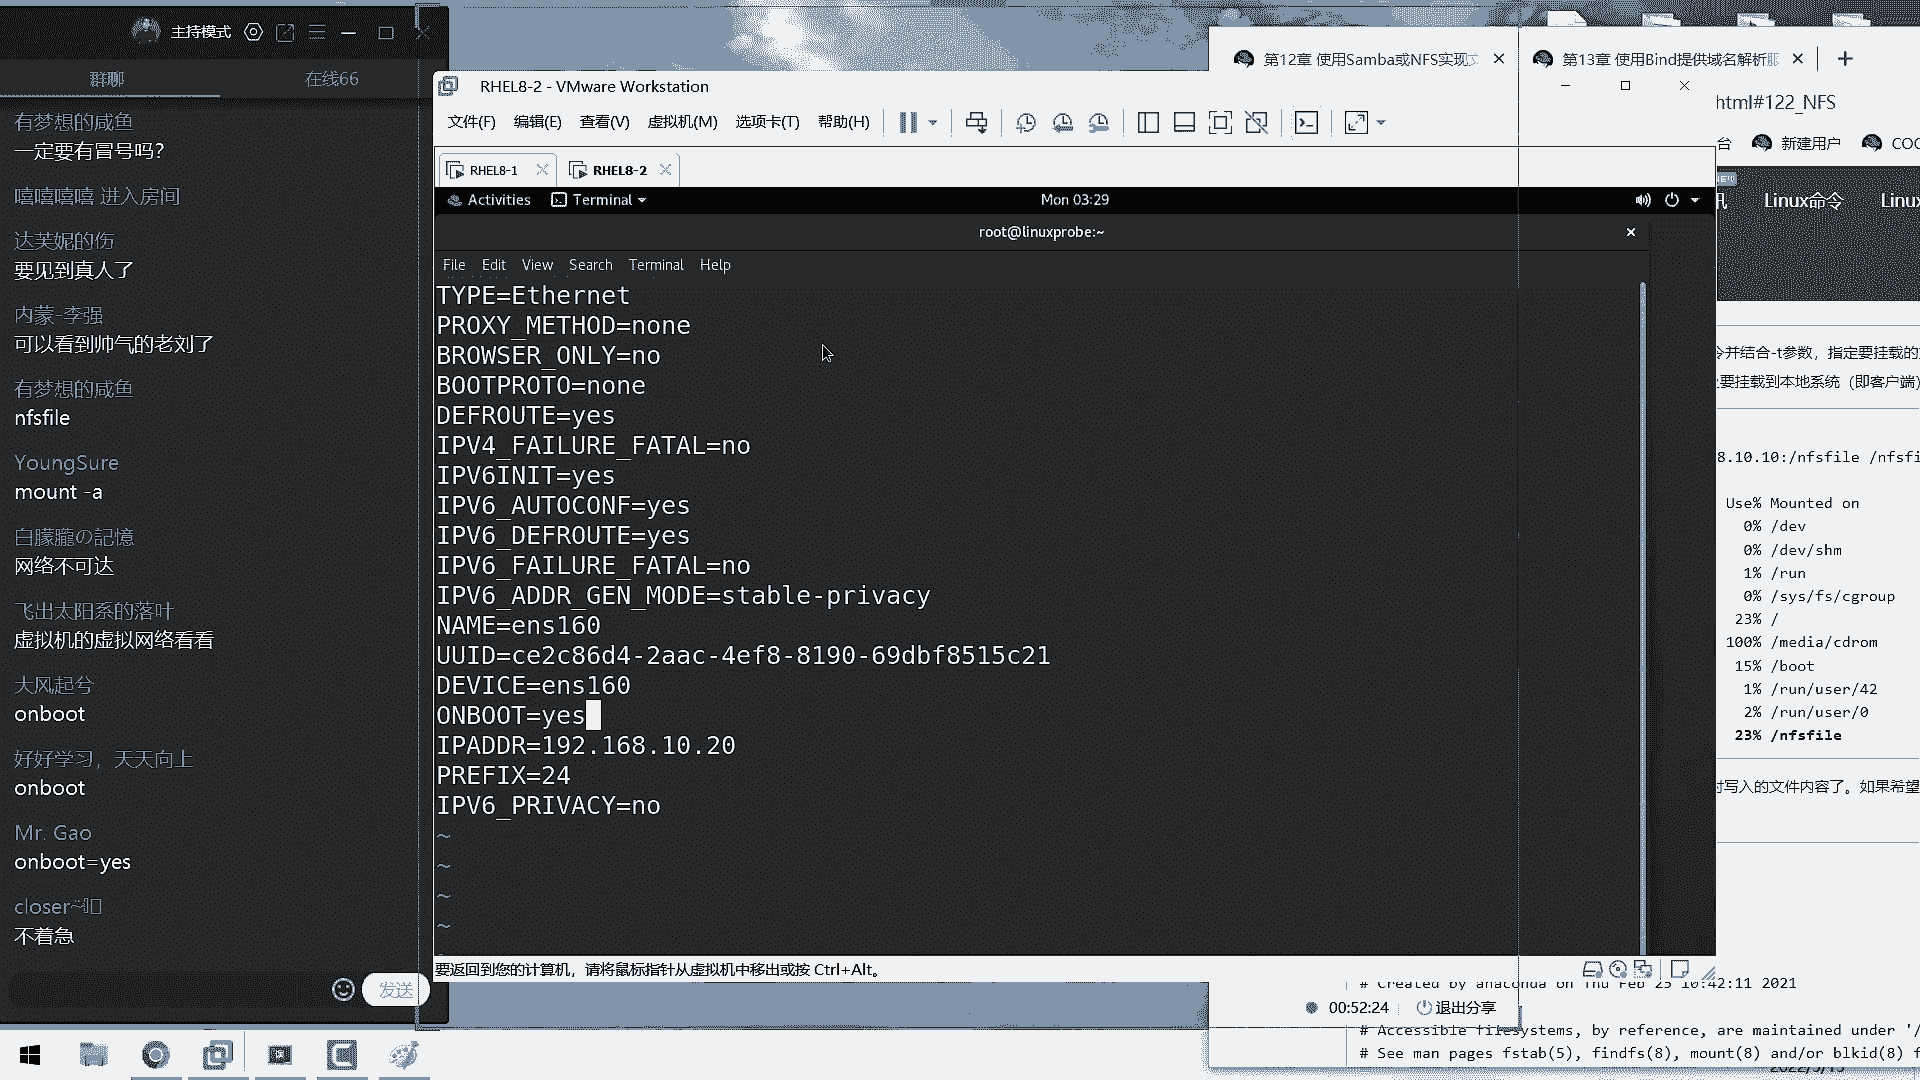 主持模式
群聊
在线66
有梦想的咸鱼
一定要有冒号吗?
嘻嘻嘻嘻 进入房间
达芙妮的伤
要见到真人了
内蒙-李强
可以看到帅气的老刘了
有梦想的咸鱼
nfsfile
YoungSure
mount -a
白朦朧の記憶
网络不可达
飞出太阳系的落叶
虚拟机的虚拟网络看看
大风起兮
onboot
好好学习，天天向上
onboot
Mr. Gao
onboot=yes
closer~
不着急
发送
第12章 使用Samba或NFS实现文
第13章 使用Bind提供域名解析服
html#122_NFS
台
新建用户
RHEL8-2 - VMware Workstation
文件(F) 编辑(E) 查看(V) 虚拟机(M) 选项卡(T) 帮助(H)
RHEL8-1
RHEL8-2
Activities
Terminal
Mon 03:29
root@linuxprobe:~
File Edit View Search Terminal Help
TYPE=Ethernet
PROXY_METHOD=none
BROWSER_ONLY=no
BOOTPROTO=none
DEFROUTE=yes
IPV4_FAILURE_FATAL=no
IPV6INIT=yes
IPV6_AUTOCONF=yes
IPV6_DEFROUTE=yes
IPV6_FAILURE_FATAL=no
IPV6_ADDR_GEN_MODE=stable-privacy
NAME=ens160
UUID=ce2c86d4-2aac-4ef8-8190-69dbf8515c21
DEVICE=ens160
ONBOOT=yes
IPADDR=192.168.10.20
PREFIX=24
IPV6_PRIVACY=no
~
~
~
~
要返回到您的计算机，请将鼠标指针从虚拟机中移出或按 Ctrl+Alt。
NEW
讯
Linux命令
Linux
令并结合-t参数，指定要挂载的
要挂载到本地系统（即客户端）
8.10.10:/nfsfile /nfsfi
Use% Mounted on
0% /dev
0% /dev/shm
1% /run
0% /sys/fs/cgroup
23% /
100% /media/cdrom
15% /boot
1% /run/user/42
2% /run/user/0
23% /nfsfile
时写入的文件内容了。如果希望
# Created by anaconda on Thu Feb 25 10:42:11 2021
00:52:24
退出分享
# Accessible filesystems, by reference, are maintained under '/
# See man pages fstab(5), findfs(8), mount(8) and/or blkid(8) f